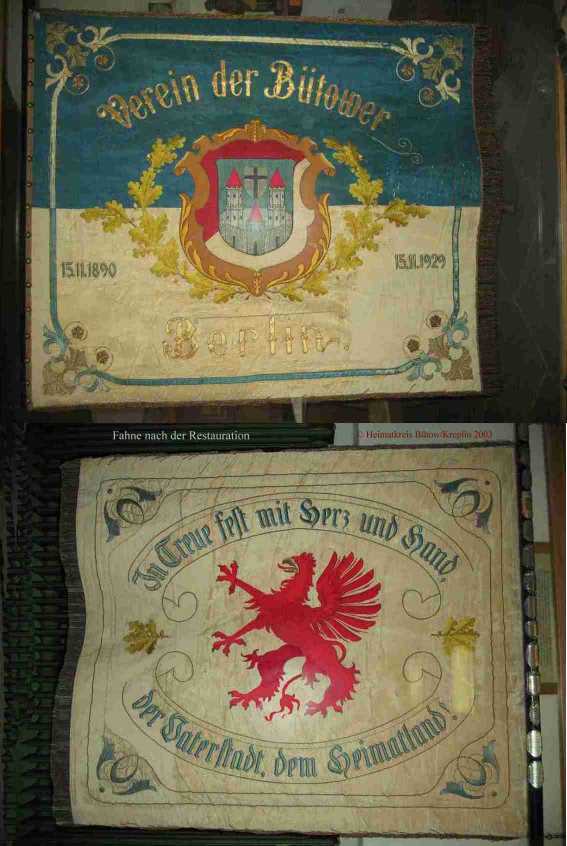 Verein der Bütower
15.11.1890
15.11.1929
Berlin.
Fahne nach der Restauration
© Heimatkreis Bütow/Kreplin 2003
In Treue fest mit Herz und Hand,
der Vaterstadt, dem Heimatland!